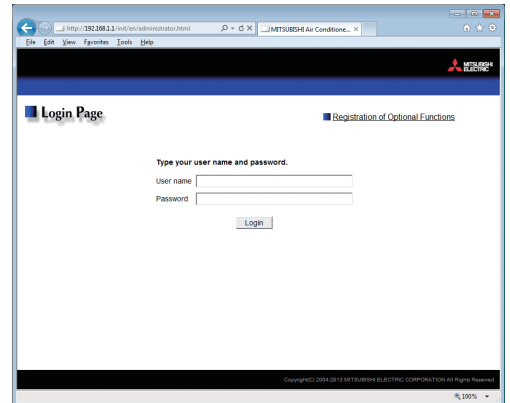 http://192.168.1.1/init/en/administrator.html
MITSUBISHI Air Conditione...
File Edit View Favorites Tools Help
MITSUBISHI
ELECTRIC
Login Page
Registration of Optional Functions
Type your user name and password.
User name
Password
Login
Copyright(C) 2004-2013 MITSUBISHI ELECTRIC CORPORATION All Rights Reserved
100%